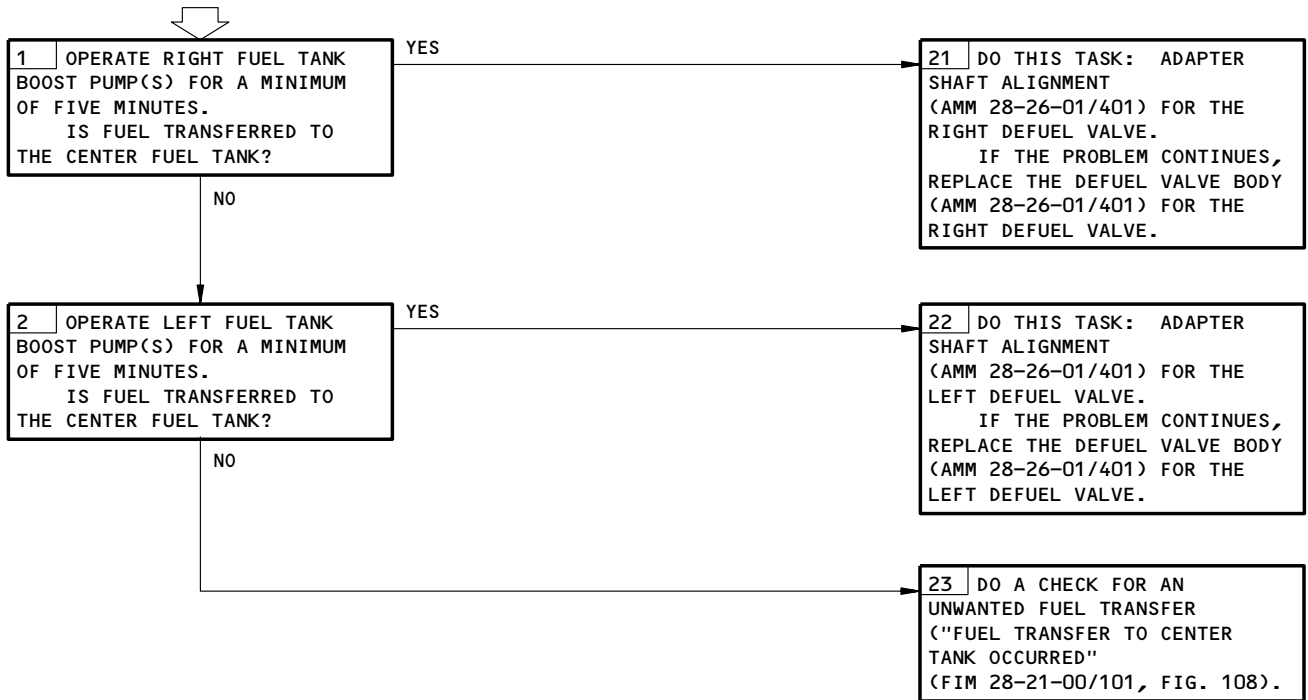 1 OPERATE RIGHT FUEL TANK
BOOST PUMP(S) FOR A MINIMUM
OF FIVE MINUTES.
IS FUEL TRANSFERRED TO
THE CENTER FUEL TANK?
YES
NO
21 DO THIS TASK: ADAPTER
SHAFT ALIGNMENT
(AMM 28-26-01/401) FOR THE
RIGHT DEFUEL VALVE.
IF THE PROBLEM CONTINUES,
REPLACE THE DEFUEL VALVE BODY
(AMM 28-26-01/401) FOR THE
RIGHT DEFUEL VALVE.
2 OPERATE LEFT FUEL TANK
BOOST PUMP(S) FOR A MINIMUM
OF FIVE MINUTES.
IS FUEL TRANSFERRED TO
THE CENTER FUEL TANK?
YES
NO
22 DO THIS TASK: ADAPTER
SHAFT ALIGNMENT
(AMM 28-26-01/401) FOR THE
LEFT DEFUEL VALVE.
IF THE PROBLEM CONTINUES,
REPLACE THE DEFUEL VALVE BODY
(AMM 28-26-01/401) FOR THE
LEFT DEFUEL VALVE.
23 DO A CHECK FOR AN
UNWANTED FUEL TRANSFER
("FUEL TRANSFER TO CENTER
TANK OCCURRED"
(FIM 28-21-00/101, FIG. 108).